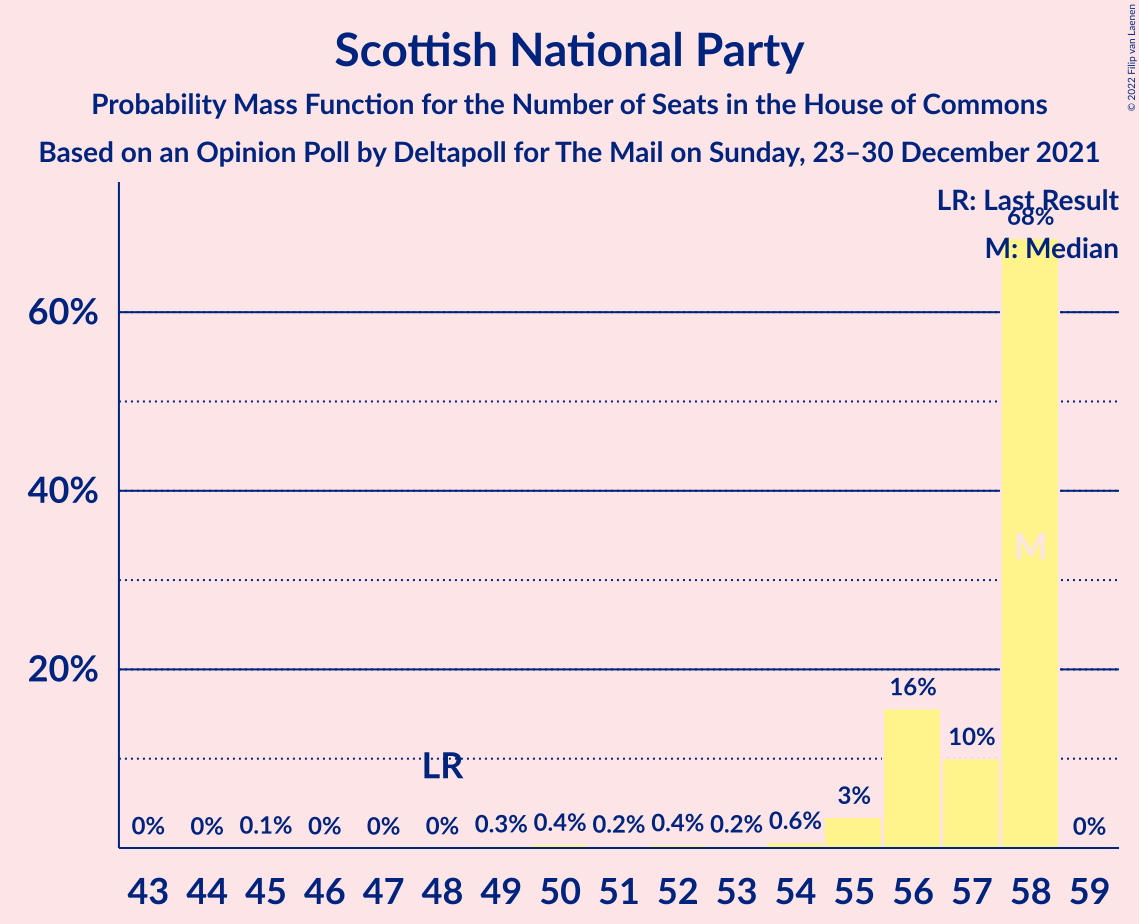 Scottish National Party
Probability Mass Function for the Number of Seats in the House of Commons
Based on an Opinion Poll by Deltapoll for The Mail on Sunday, 23–30 December 2021
© 2022 Filip van Laenen
LR: Last Result
68%
M: Median
60%
40%
M
20%
16%
10%
LR
3%
0% 0% 0.1% 0% 0% 0% 0.3% 0.4% 0.2% 0.4% 0.2% 0.6% 0%
43 44 45 46 47 48 49 50 51 52 53 54 55 56 57 58 59